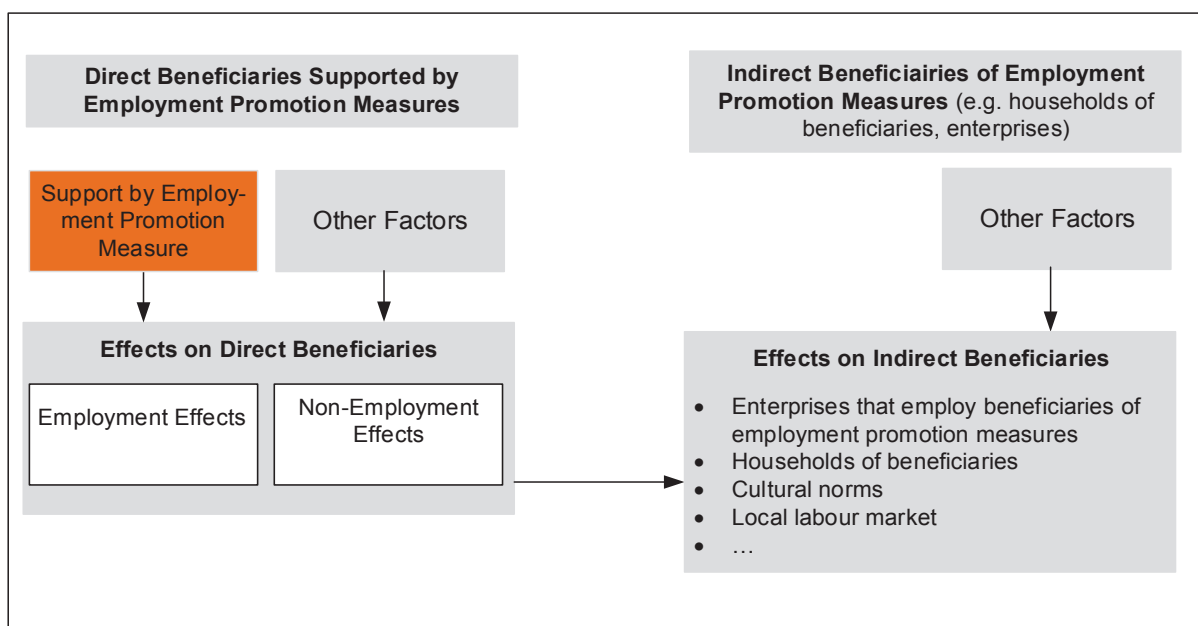 Direct Beneficiaries Supported by
Employment Promotion Measures
Indirect Beneficiairies of Employment
Promotion Measures (e.g. households of
beneficiaries, enterprises)
Support by Employ-
ment Promotion
Measure
Other Factors
Other Factors
Effects on Direct Beneficiaries
Employment Effects
Non-Employment
Effects
Effects on Indirect Beneficiaries
• Enterprises that employ beneficiaries of
employment promotion measures
• Households of beneficiaries
• Cultural norms
• Local labour market
• …